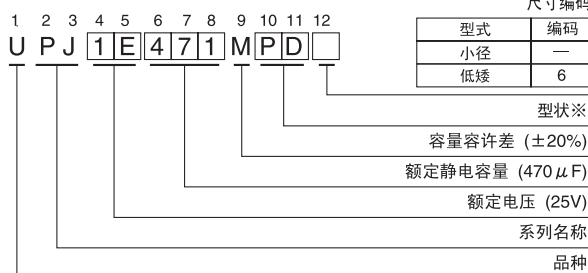 尺寸编码
1 2 3 4 5 6 7 8 9 10 11 12
U P J 1 E 4 7 1 M P D
型式 编码
小径 —
低矮 6
型状※
容量容许差 (±20%)
额定静电容量 (470μF)
额定电压 (25V)
系列名称
品种